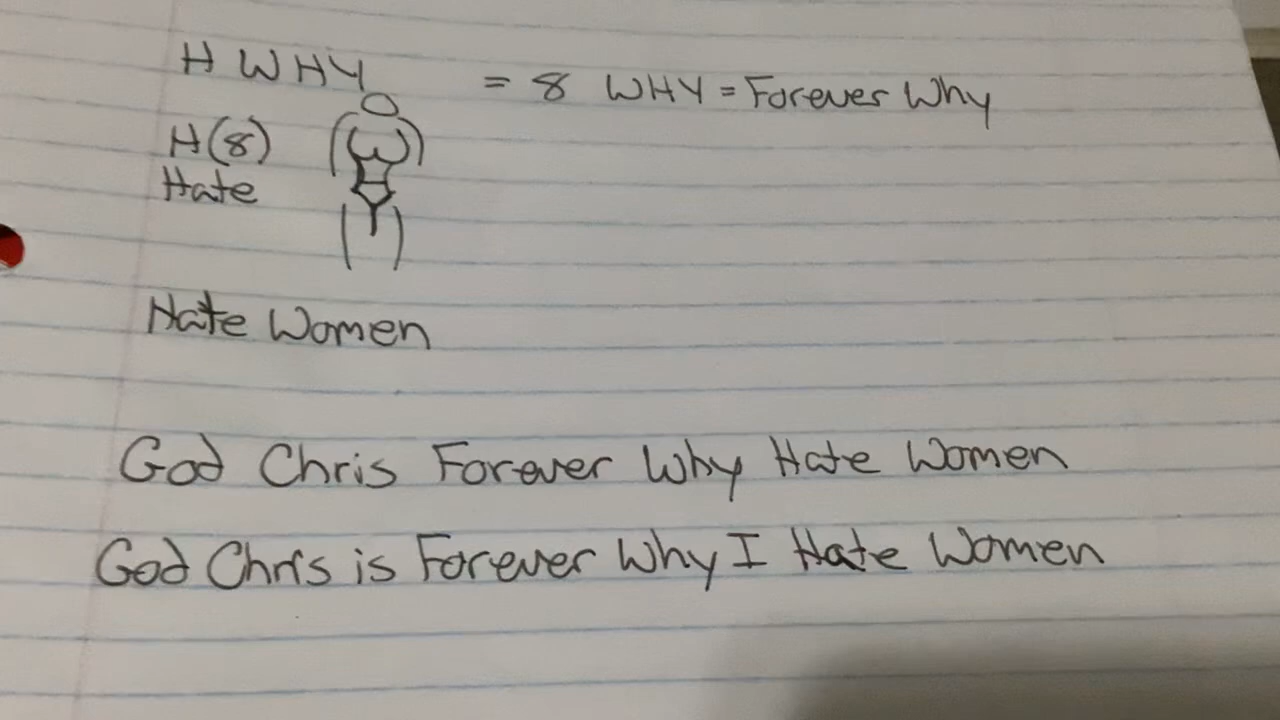 H WHY = 8 WHY = Forever Why
H(8)
Hate
Hate Women
God Chris Forever Why Hate Women
God Chris is Forever Why I Hate Women